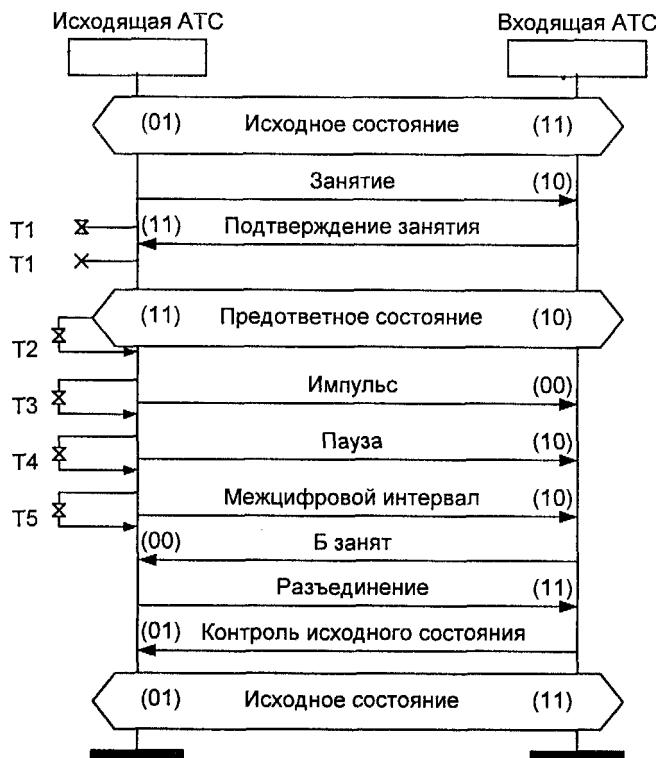 Исходящая АТС Входящая АТС
(01) Исходное состояние (11)
Занятие (10)
T1 (11) Подтверждение занятия
T1
(11) Предответное состояние (10)
T2
Импульс (00)
T3
Пауза (10)
T4
Межцифровой интервал (10)
T5
(00) Б занят
Разъединение (11)
(01) Контроль исходного состояния
(01) Исходное состояние (11)